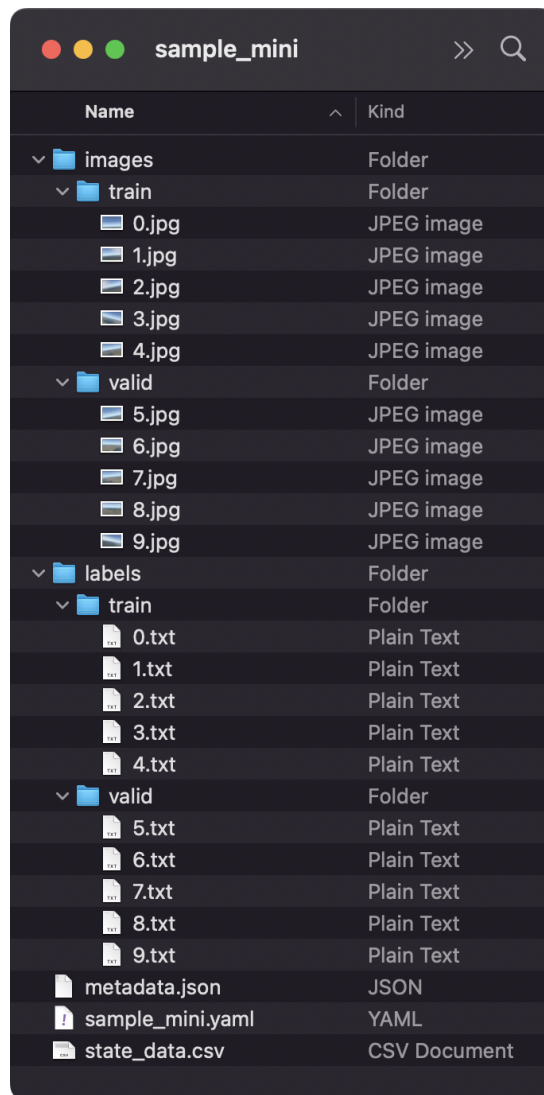 sample_mini
Name Kind
images Folder
train Folder
0.jpg JPEG image
1.jpg JPEG image
2.jpg JPEG image
3.jpg JPEG image
4.jpg JPEG image
valid Folder
5.jpg JPEG image
6.jpg JPEG image
7.jpg JPEG image
8.jpg JPEG image
9.jpg JPEG image
labels Folder
train Folder
0.txt Plain Text
1.txt Plain Text
2.txt Plain Text
3.txt Plain Text
4.txt Plain Text
valid Folder
5.txt Plain Text
6.txt Plain Text
7.txt Plain Text
8.txt Plain Text
9.txt Plain Text
metadata.json JSON
sample_mini.yaml YAML
state_data.csv CSV Document